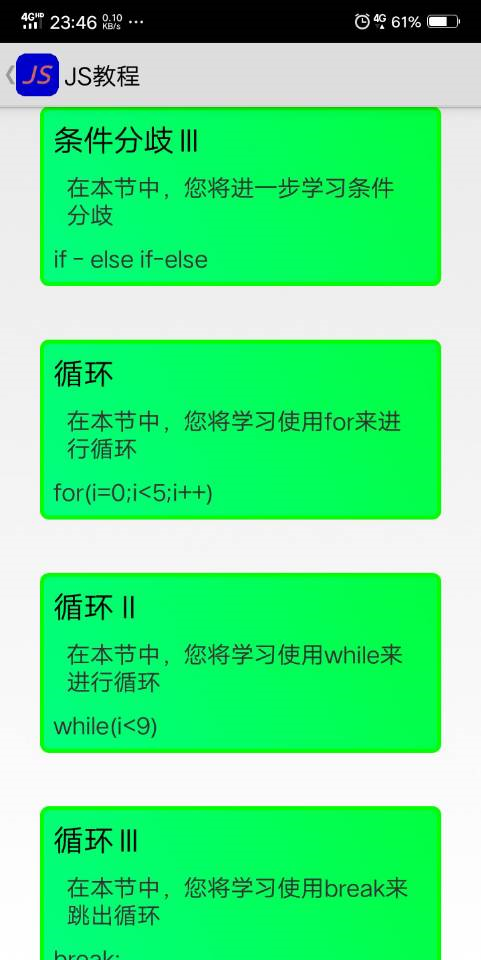 4GHD 23:46 0.10 KB/s ... 4G 61%
JS JS教程
条件分歧 III
在本节中，您将进一步学习条件
分歧
if - else if-else
循环
在本节中，您将学习使用for来进
行循环
for(i=0;i<5;i++)
循环 II
在本节中，您将学习使用while来
进行循环
while(i<9)
循环 III
在本节中，您将学习使用break来
跳出循环
break;